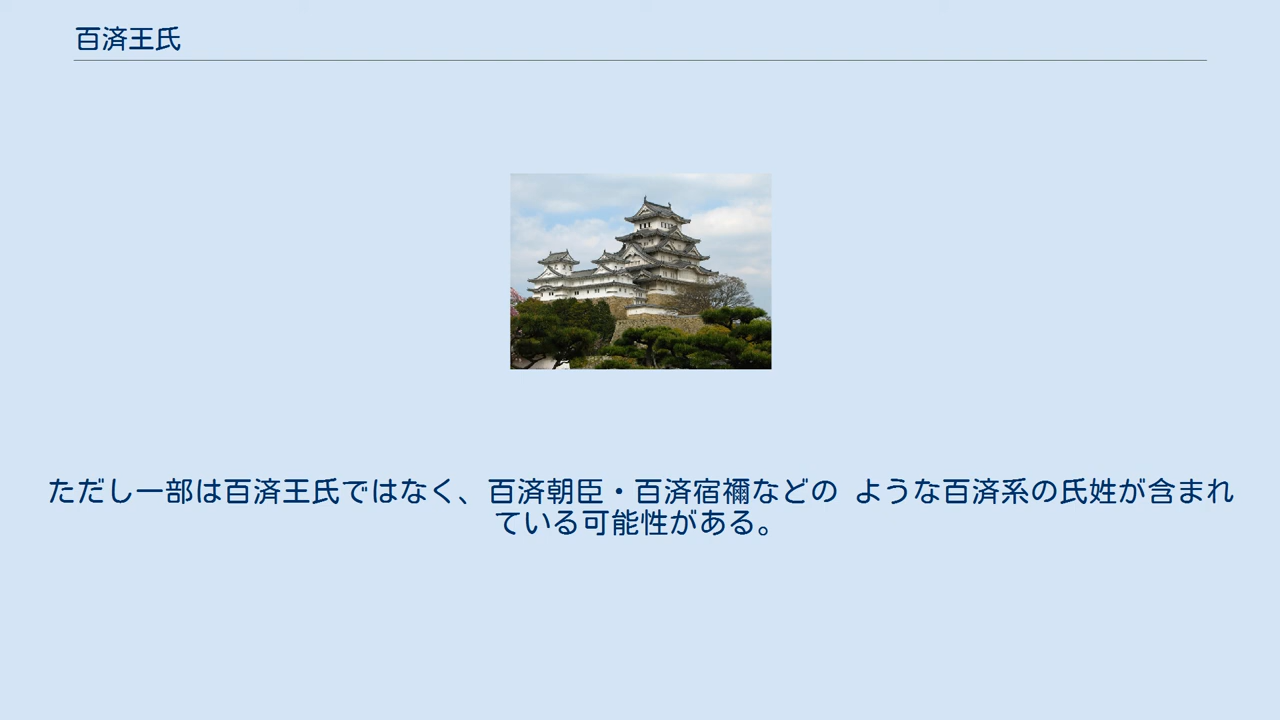 百済王氏
ただし一部は百済王氏ではなく、百済朝臣・百済宿禰などの ような百済系の氏姓が含まれ
ている可能性がある。